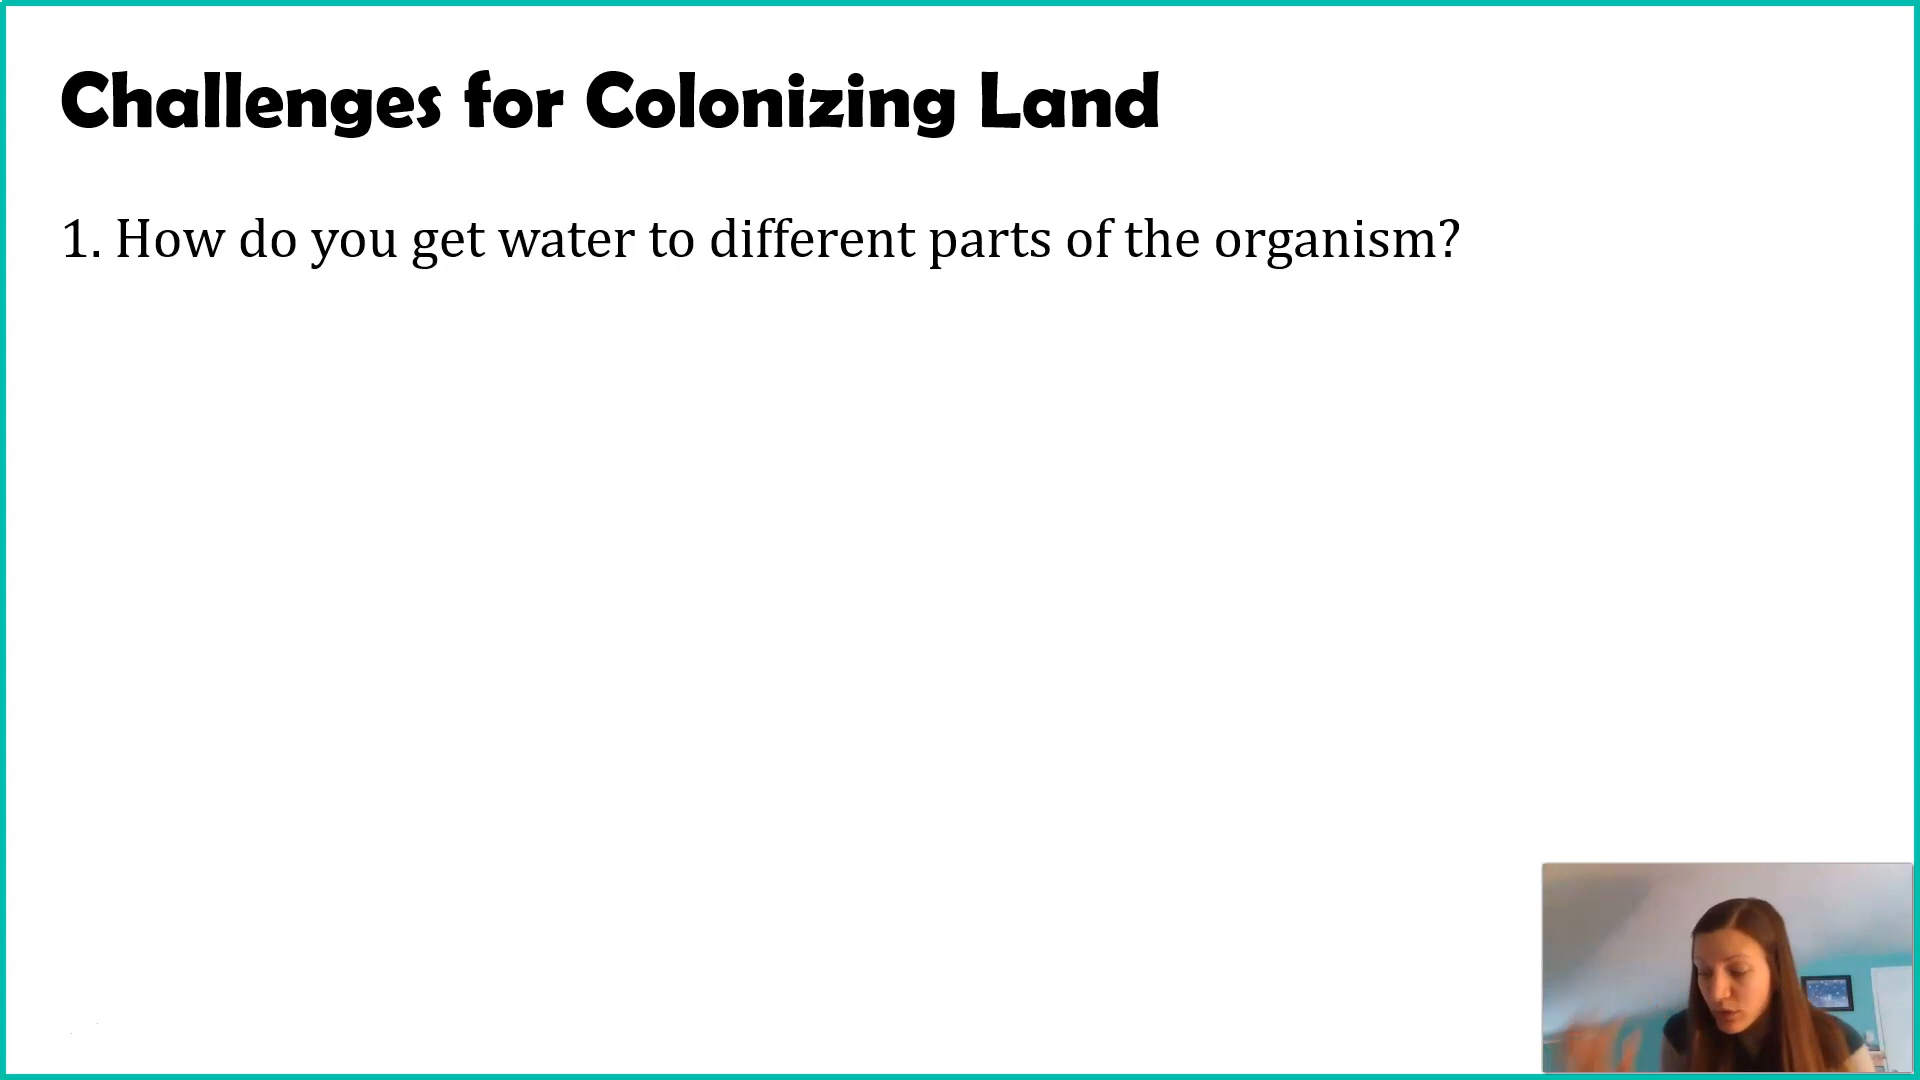 Challenges for Colonizing Land
1. How do you get water to different parts of the organism?